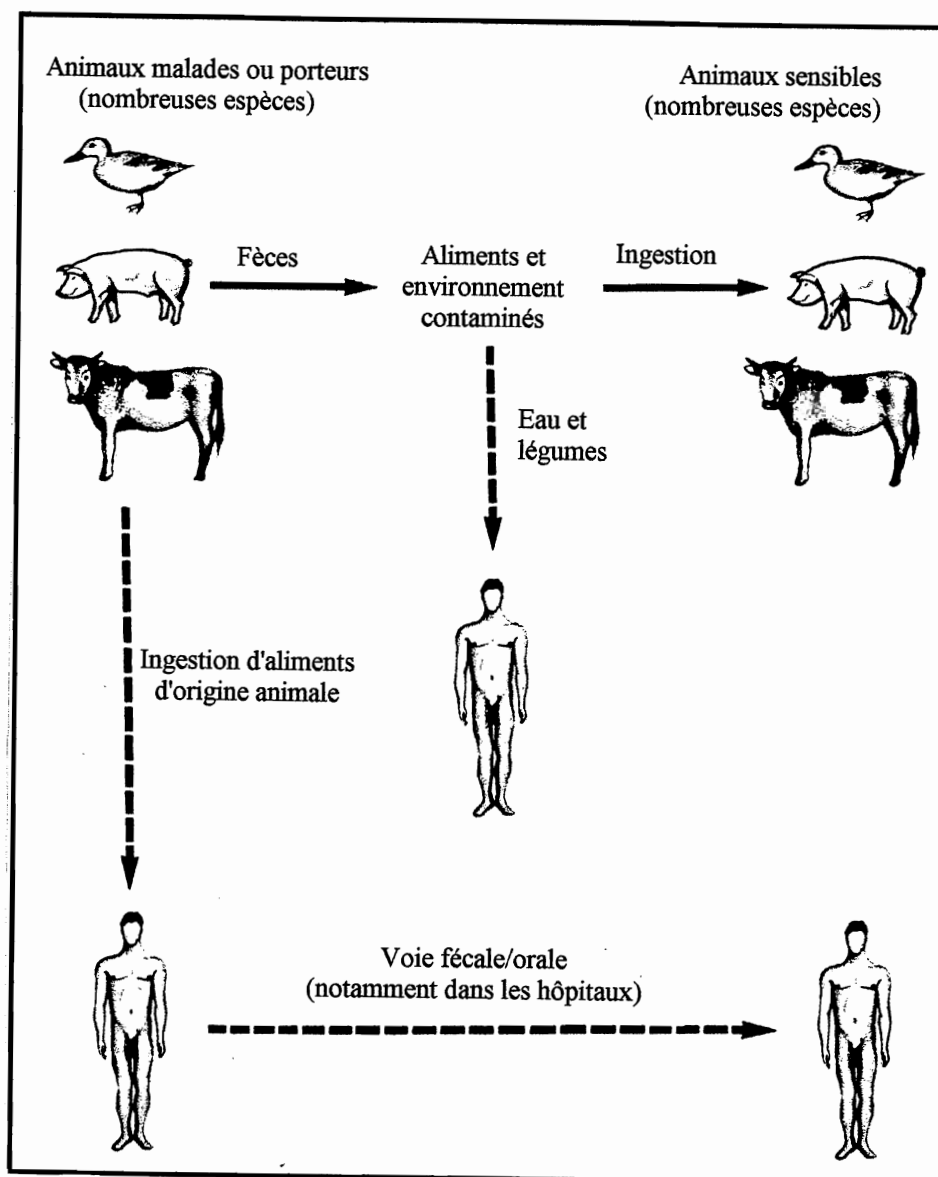 Animaux malades ou porteurs
(nombreuses espèces)
Animaux sensibles
(nombreuses espèces)
Fèces
Aliments et
environnement
contaminés
Ingestion
Eau et
légumes
Ingestion d'aliments
d'origine animale
Voie fécale/orale
(notamment dans les hôpitaux)